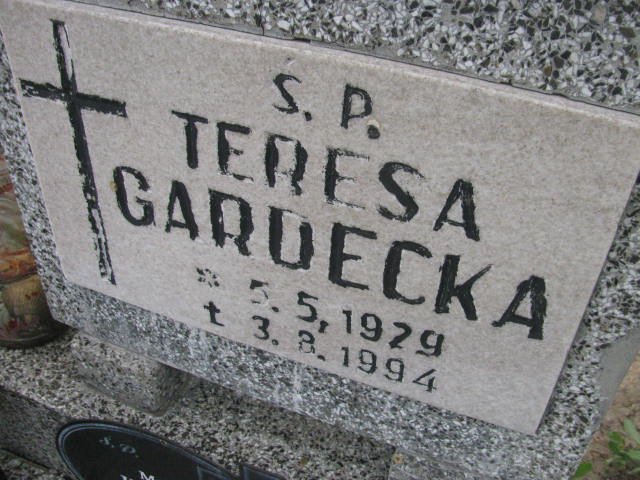 S. P.
TERESA
GARDECKA
* 5. 5. 1929
† 3. 8. 1994
S. P.